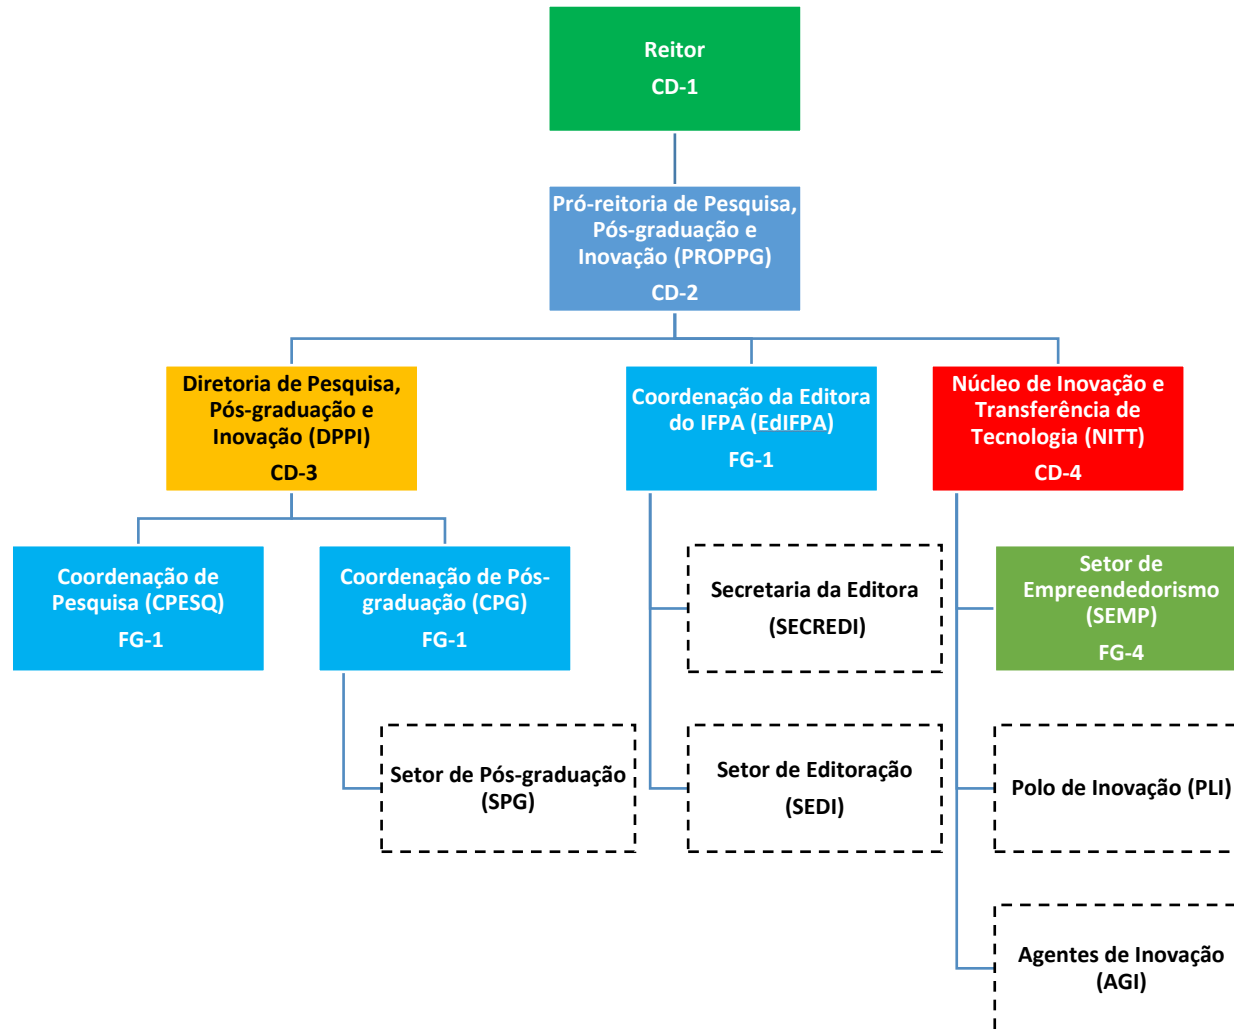 Reitor
CD-1
Pró-reitoria de Pesquisa,
Pós-graduação e
Inovação (PROPPG)
CD-2
Diretoria de Pesquisa,
Pós-graduação e
Inovação (DPPI)
CD-3
Coordenação da Editora
do IFPA (EdIFPA)
FG-1
Núcleo de Inovação e
Transferência de
Tecnologia (NITT)
CD-4
Coordenação de
Pesquisa (CPESQ)
FG-1
Coordenação de Pós-
graduação (CPG)
FG-1
Secretaria da Editora
(SECREDI)
Setor de
Empreendedorismo
(SEMP)
FG-4
Setor de Pós-graduação
(SPG)
Setor de Editoração
(SEDI)
Polo de Inovação (PLI)
Agentes de Inovação
(AGI)